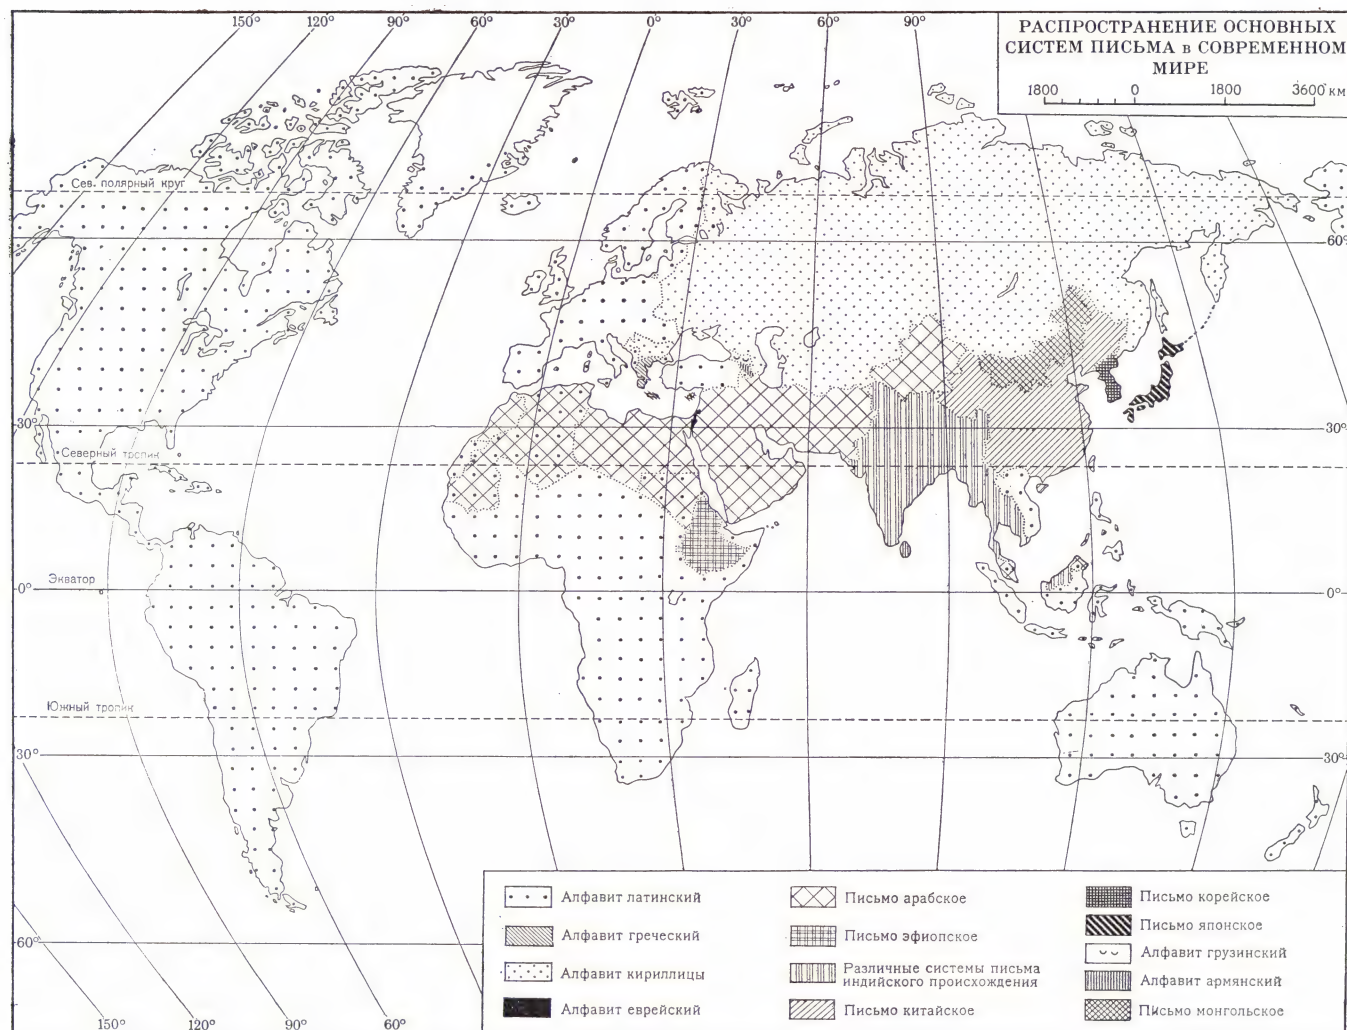 150° 120° 90° 60° 30° 0° 30° 60° 90°
РАСПРОСТРАНЕНИЕ ОСНОВНЫХ
СИСТЕМ ПИСЬМА в СОВРЕМЕННОМ
МИРЕ
1800 0 1800 3600 км
Сев. полярный круг
60°
30° 30°
Северный тропик
Экватор
0° 0°
Южный тропик
30° 30°
60°
Алфавит латинский
Алфавит греческий
Алфавит кириллицы
Алфавит еврейский
Письмо арабское
Письмо эфиопское
Различные системы письма
индийского происхождения
Письмо китайское
Письмо корейское
Письмо японское
Алфавит грузинский
Алфавит армянский
Письмо монгольское
150° 120° 90° 60°